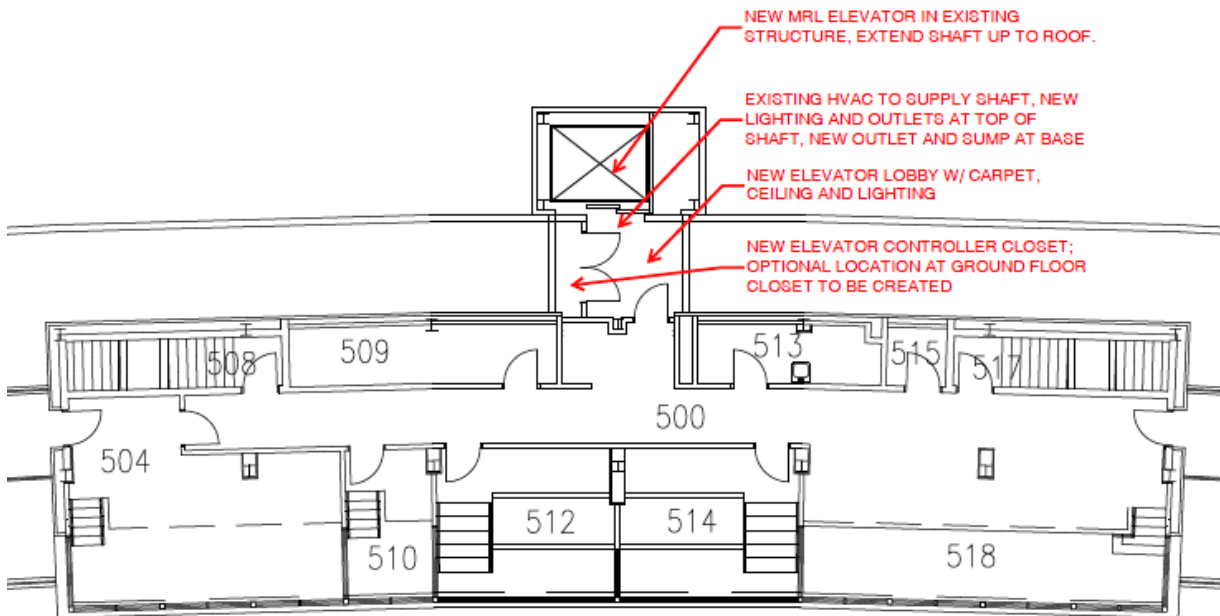 NEW MRL ELEVATOR IN EXISTING
STRUCTURE, EXTEND SHAFT UP TO ROOF.
EXISTING HVAC TO SUPPLY SHAFT, NEW
LIGHTING AND OUTLETS AT TOP OF
SHAFT, NEW OUTLET AND SUMP AT BASE
NEW ELEVATOR LOBBY W/ CARPET,
CEILING AND LIGHTING
NEW ELEVATOR CONTROLLER CLOSET;
OPTIONAL LOCATION AT GROUND FLOOR
CLOSET TO BE CREATED
508
509
513
515
517
500
504
510
512
514
518